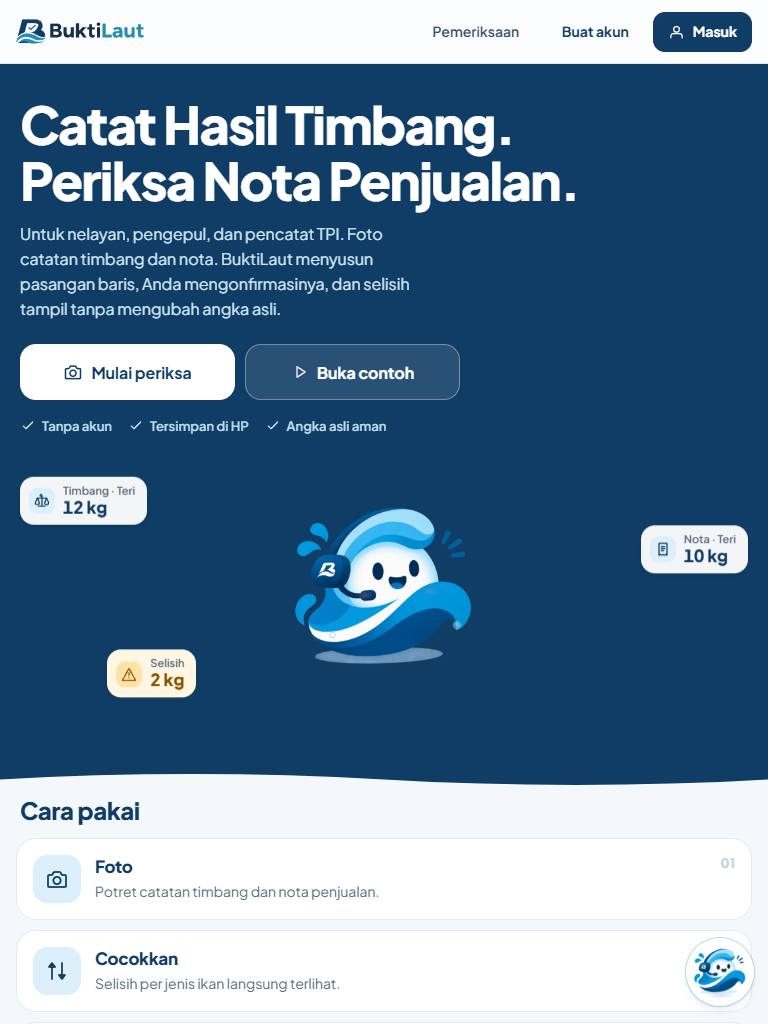 BuktiLaut
Pemeriksaan
Buat akun
Masuk
Catat Hasil Timbang.
Periksa Nota Penjualan.
Untuk nelayan, pengepul, dan pencatat TPI. Foto
catatan timbang dan nota. BuktiLaut menyusun
pasangan baris, Anda mengonfirmasinya, dan selisih
tampil tanpa mengubah angka asli.
Mulai periksa
Buka contoh
Tanpa akun
Tersimpan di HP
Angka asli aman
Timbang · Teri
12 kg
Nota · Teri
10 kg
Selisih
2 kg
Cara pakai
Foto
01
Potret catatan timbang dan nota penjualan.
Cocokkan
Selisih per jenis ikan langsung terlihat.